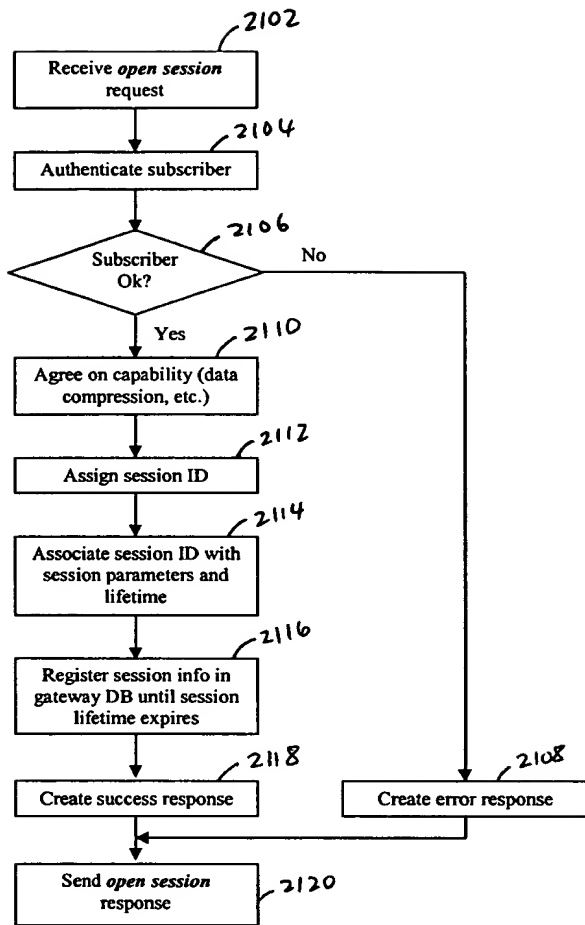 2102
Receive open session
request
2104
Authenticate subscriber
2106
Subscriber
Ok?
No
Yes
2110
Agree on capability (data
compression, etc.)
2112
Assign session ID
2114
Associate session ID with
session parameters and
lifetime
2116
Register session info in
gateway DB until session
lifetime expires
2118
Create success response
2108
Create error response
Send open session
response
2120